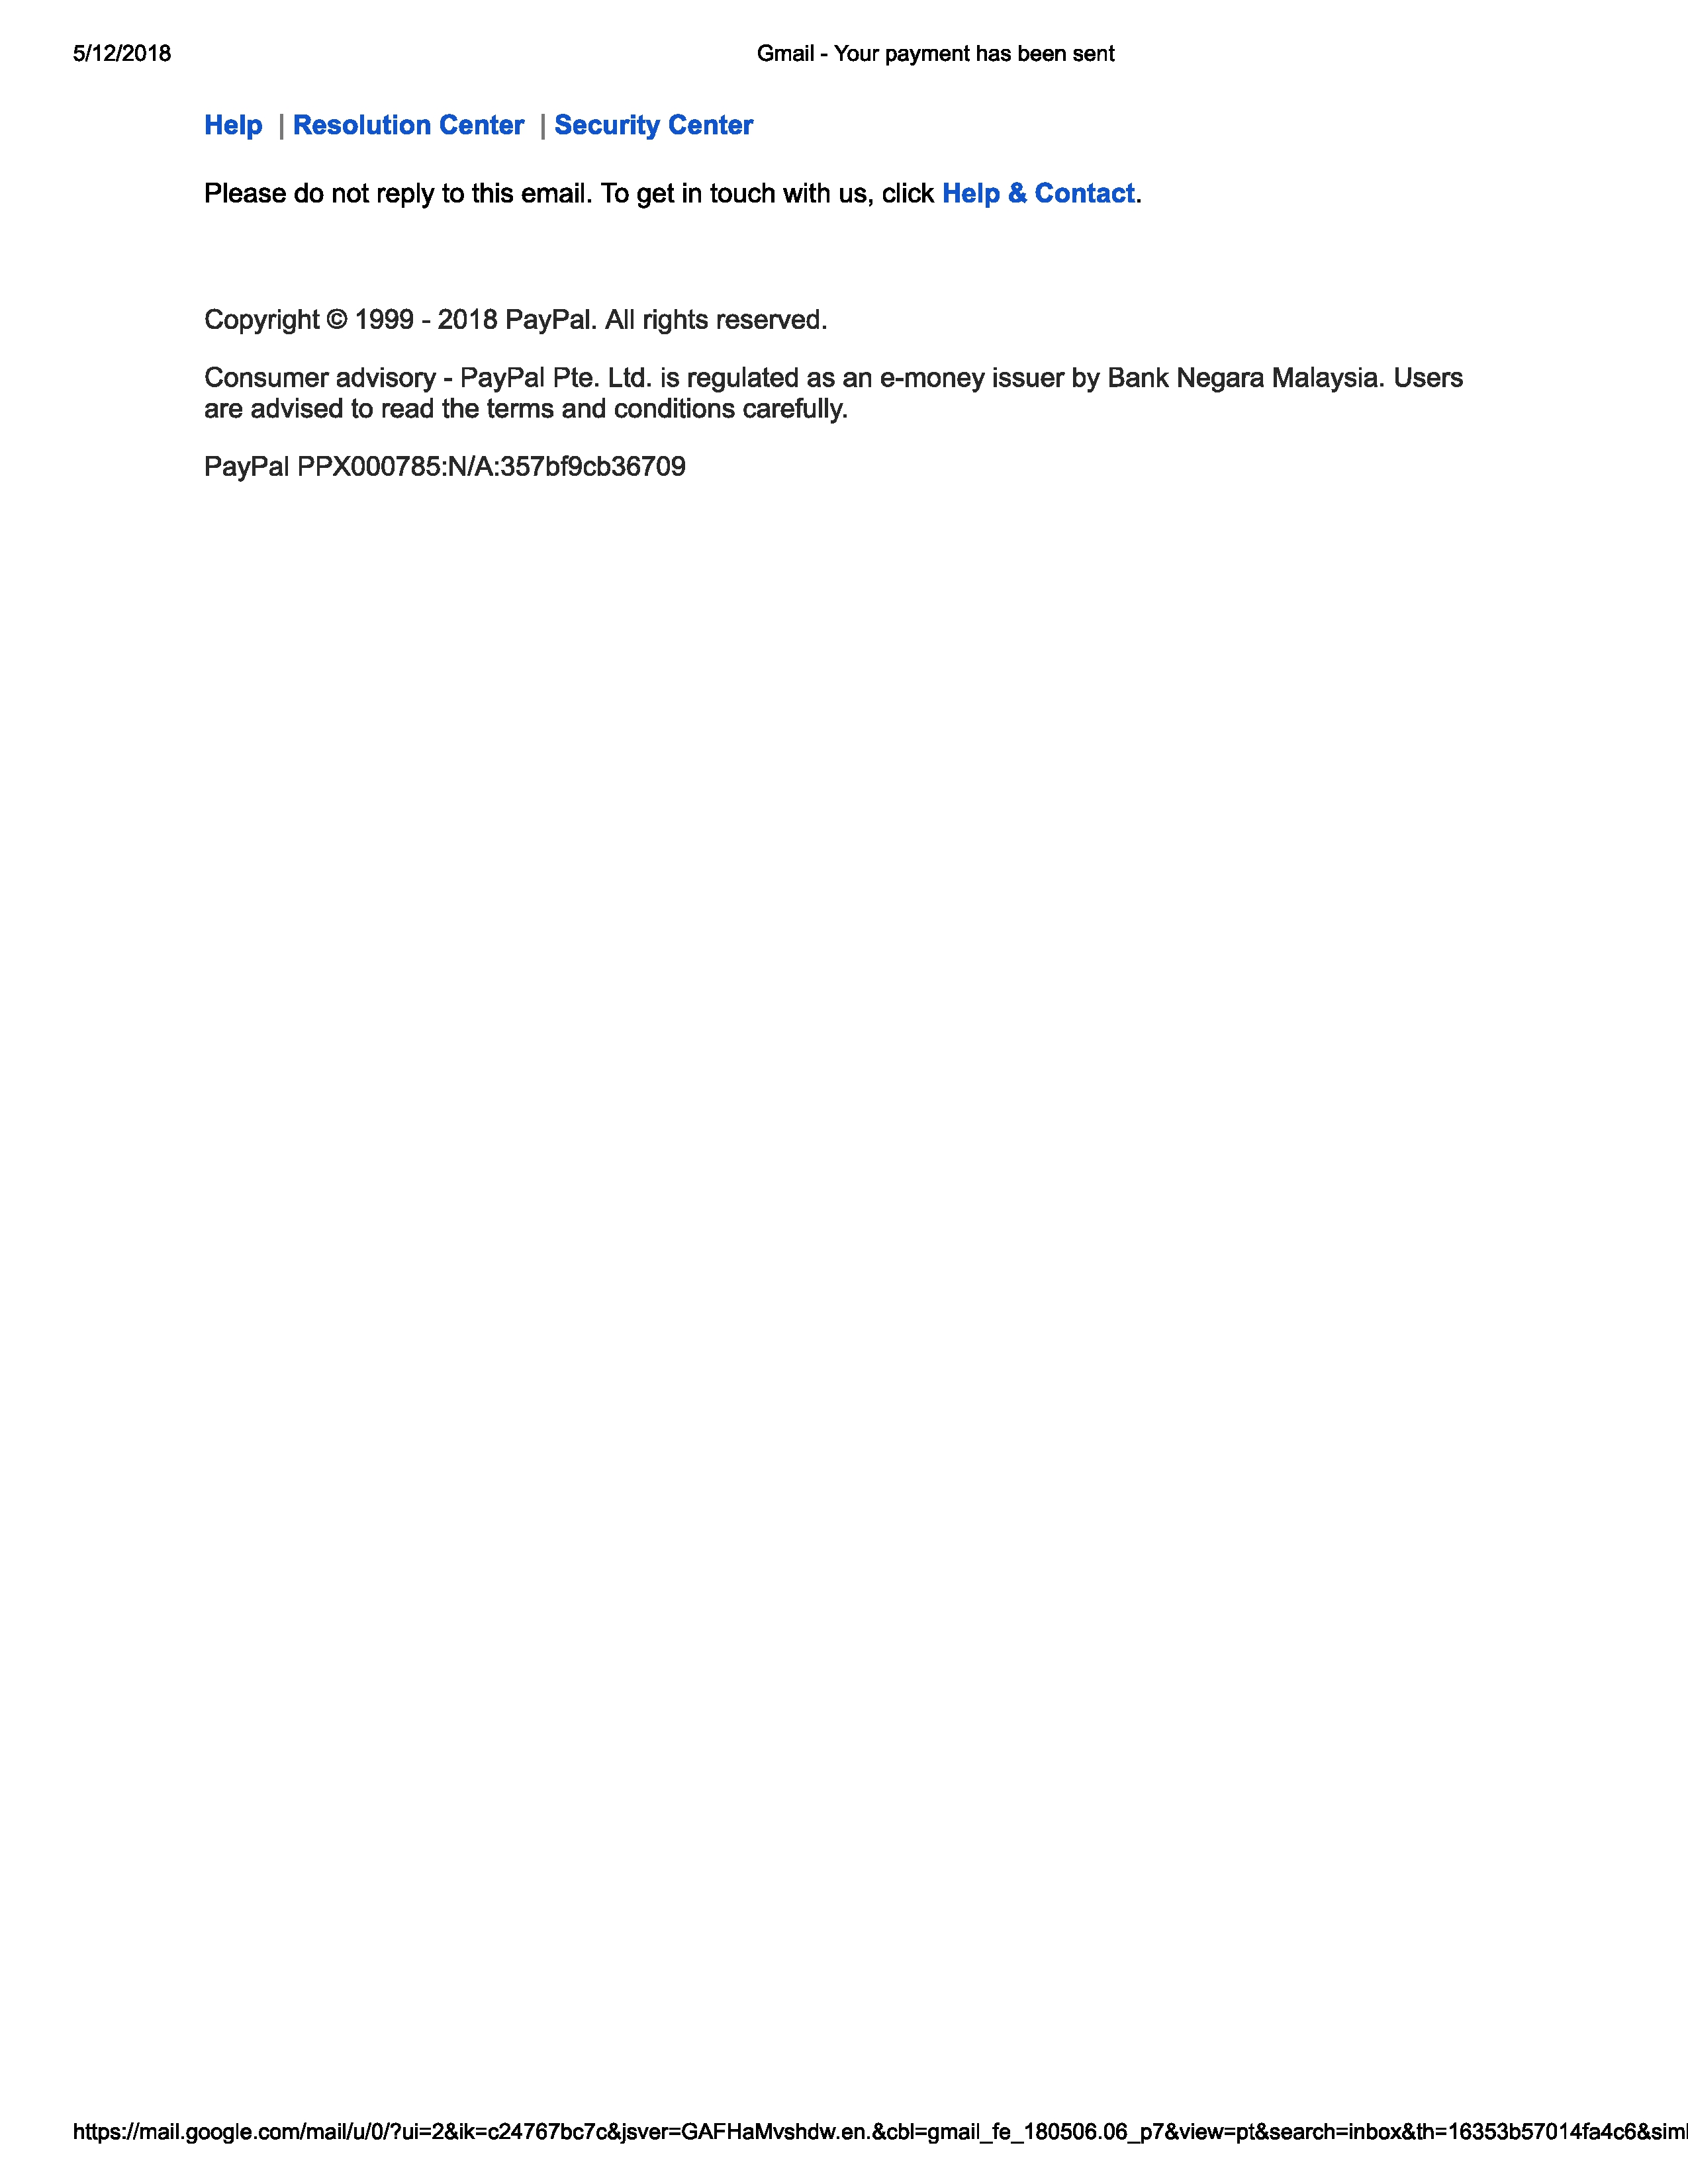 5/12/2018 Gmail - Your payment has been sent
Help | Resolution Center | Security Center
Please do not reply to this email. To get in touch with us, click Help & Contact.
Copyright © 1999 - 2018 PayPal. All rights reserved.
Consumer advisory - PayPal Pte. Ltd. is regulated as an e-money issuer by Bank Negara Malaysia. Users
are advised to read the terms and conditions carefully.
PayPal PPX000785:N/A:357bf9cb36709
https://mail.google.com/mail/u/0/?ui=2&ik=c24767bc7c&jsver=GAFHaMvshdw.en.&cbl=gmail_fe_180506.06_p7&view=pt&search=inbox&th=16353b57014fa4c6&siml